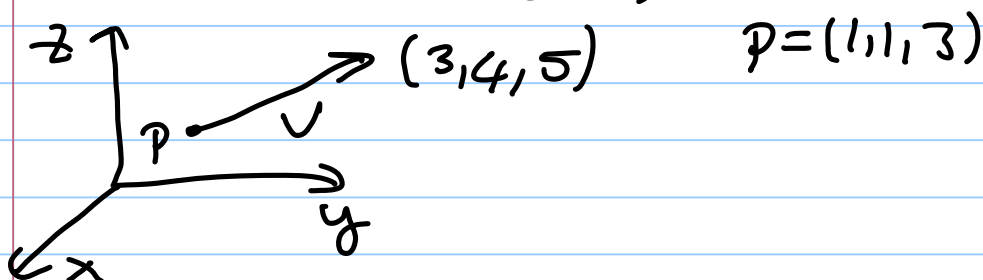 z (3,4,5) p=(1,1,3)
p v
y
x